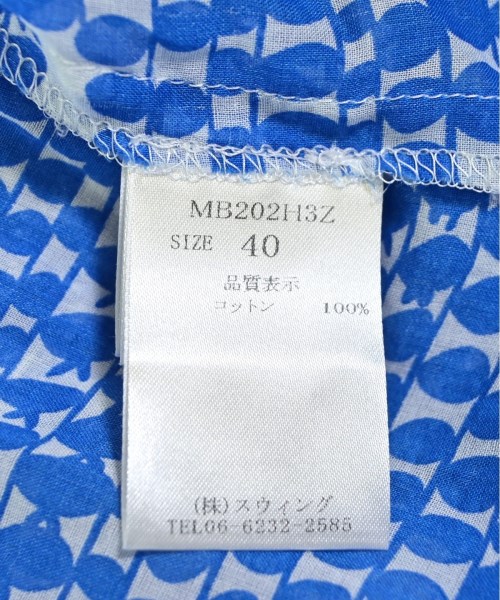 MB202H3Z
SIZE 40
品質表示
コットン 100%
(株)スウィング
TEL06-6232-2585